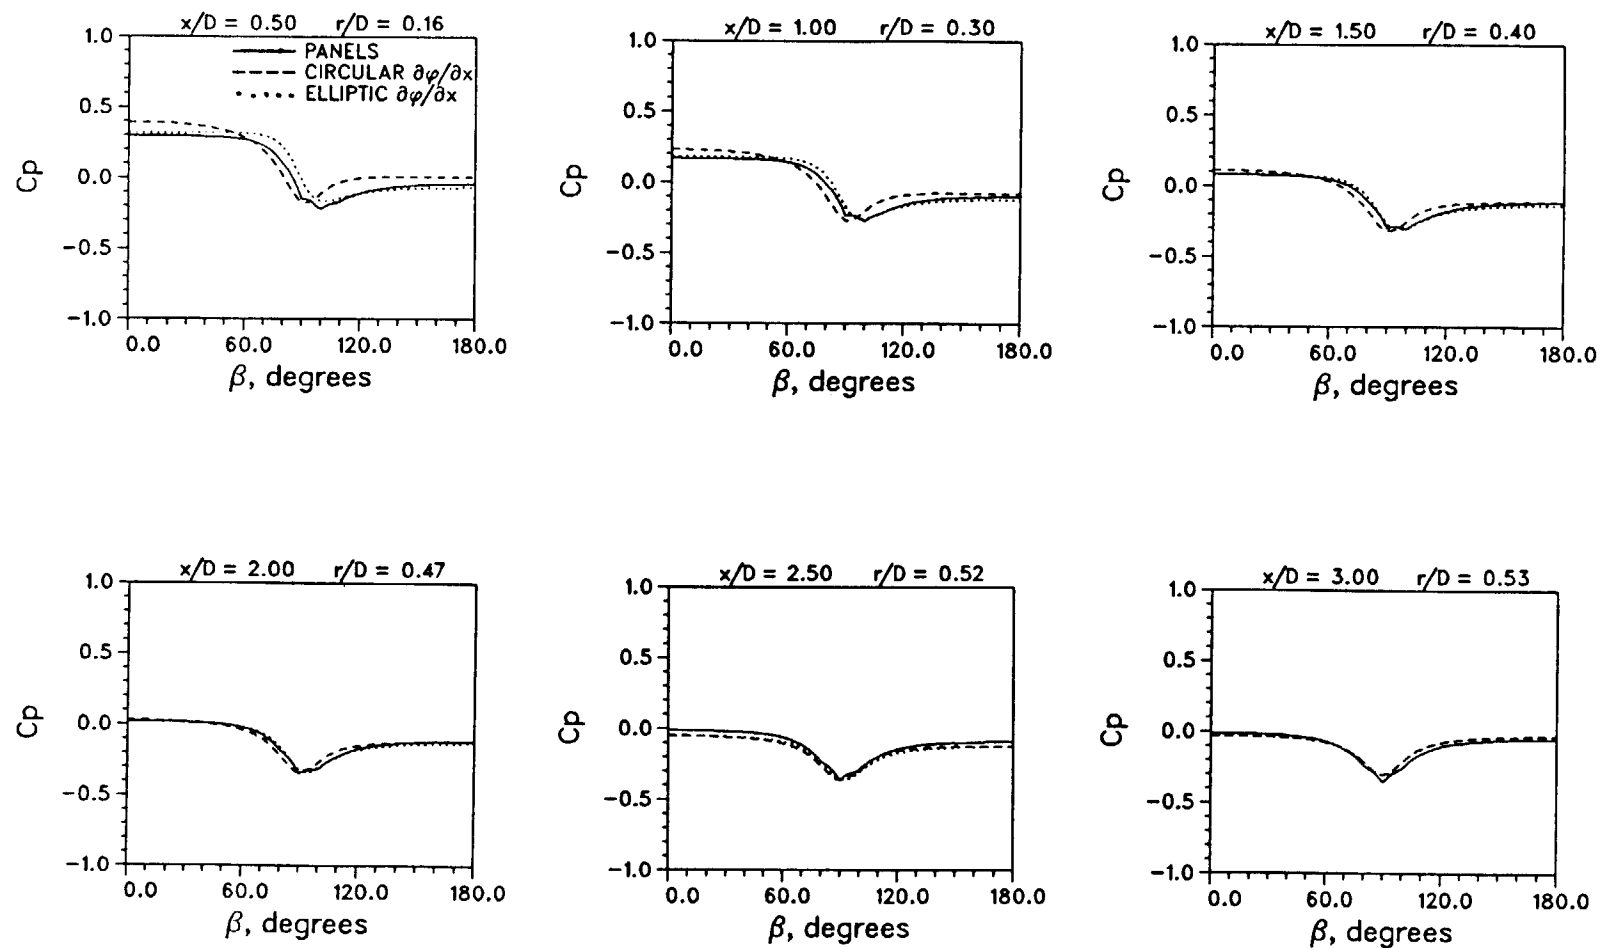 x/D = 0.50 r/D = 0.16
1.0
0.5
0.0
−0.5
−1.0
Cp
PANELS
CIRCULAR ∂φ/∂x
ELLIPTIC ∂φ/∂x
0.0 60.0 120.0 180.0
β, degrees
x/D = 1.00 r/D = 0.30
1.0
0.5
0.0
−0.5
−1.0
Cp
0.0 60.0 120.0 180.0
β, degrees
x/D = 1.50 r/D = 0.40
1.0
0.5
0.0
−0.5
−1.0
Cp
0.0 60.0 120.0 180.0
β, degrees
x/D = 2.00 r/D = 0.47
1.0
0.5
0.0
−0.5
−1.0
Cp
0.0 60.0 120.0 180.0
β, degrees
x/D = 2.50 r/D = 0.52
1.0
0.5
0.0
−0.5
−1.0
Cp
0.0 60.0 120.0 180.0
β, degrees
x/D = 3.00 r/D = 0.53
1.0
0.5
0.0
−0.5
−1.0
Cp
0.0 60.0 120.0 180.0
β, degrees